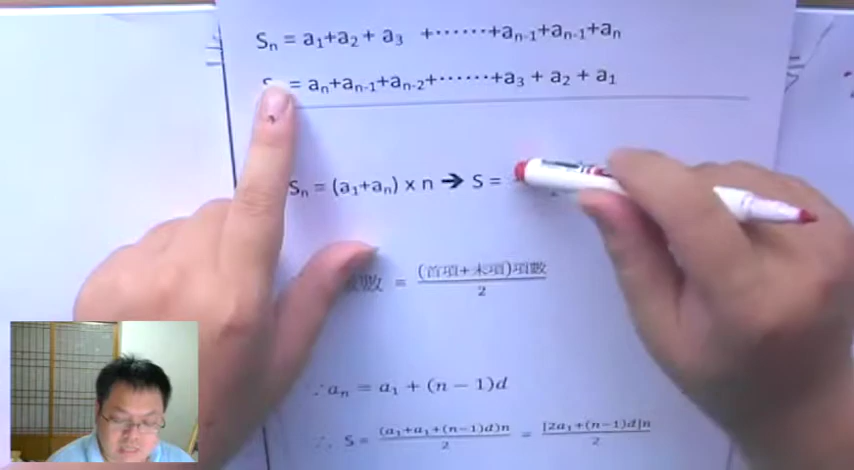 Sₙ = a₁+a₂+ a₃ +⋯⋯+aₙ₋₁+aₙ₋₁+aₙ
= aₙ+aₙ₋₁+aₙ₋₂+⋯⋯+a₃ + a₂ + a₁
Sₙ = (a₁+aₙ) x n ➔ S =
數 = (首項+末項)項數 / 2
∴aₙ = a₁ + (n − 1)d
∴ S = (a₁+a₁+(n−1)d)n / 2 = [2a₁+(n−1)d]n / 2